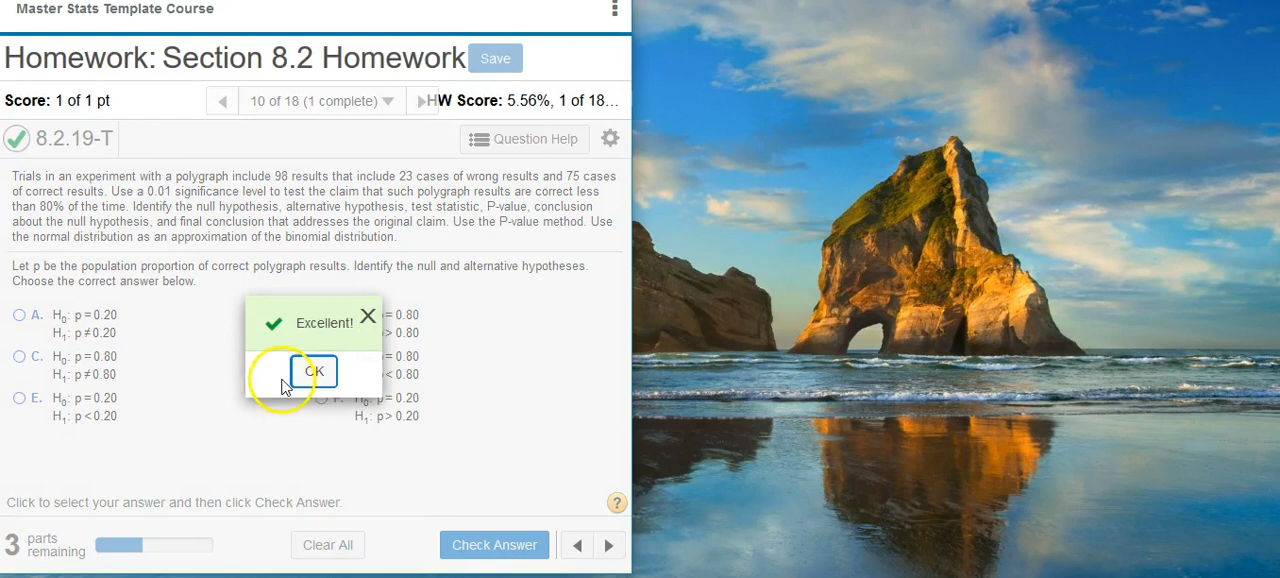 Master Stats Template Course
Homework: Section 8.2 Homework
Save
Score: 1 of 1 pt
10 of 18 (1 complete)
HW Score: 5.56%, 1 of 18...
8.2.19-T
Question Help
Trials in an experiment with a polygraph include 98 results that include 23 cases of wrong results and 75 cases
of correct results. Use a 0.01 significance level to test the claim that such polygraph results are correct less
than 80% of the time. Identify the null hypothesis, alternative hypothesis, test statistic, P-value, conclusion
about the null hypothesis, and final conclusion that addresses the original claim. Use the P-value method. Use
the normal distribution as an approximation of the binomial distribution.
Let p be the population proportion of correct polygraph results. Identify the null and alternative hypotheses.
Choose the correct answer below.
A. H₀: p = 0.20
H₁: p ≠ 0.20
= 0.80
> 0.80
C. H₀: p = 0.80
H₁: p ≠ 0.80
= 0.80
< 0.80
E. H₀: p = 0.20
H₁: p < 0.20
F. H₀: p = 0.20
H₁: p > 0.20
Excellent!
OK
Click to select your answer and then click Check Answer.
?
3 parts
remaining
Clear All
Check Answer